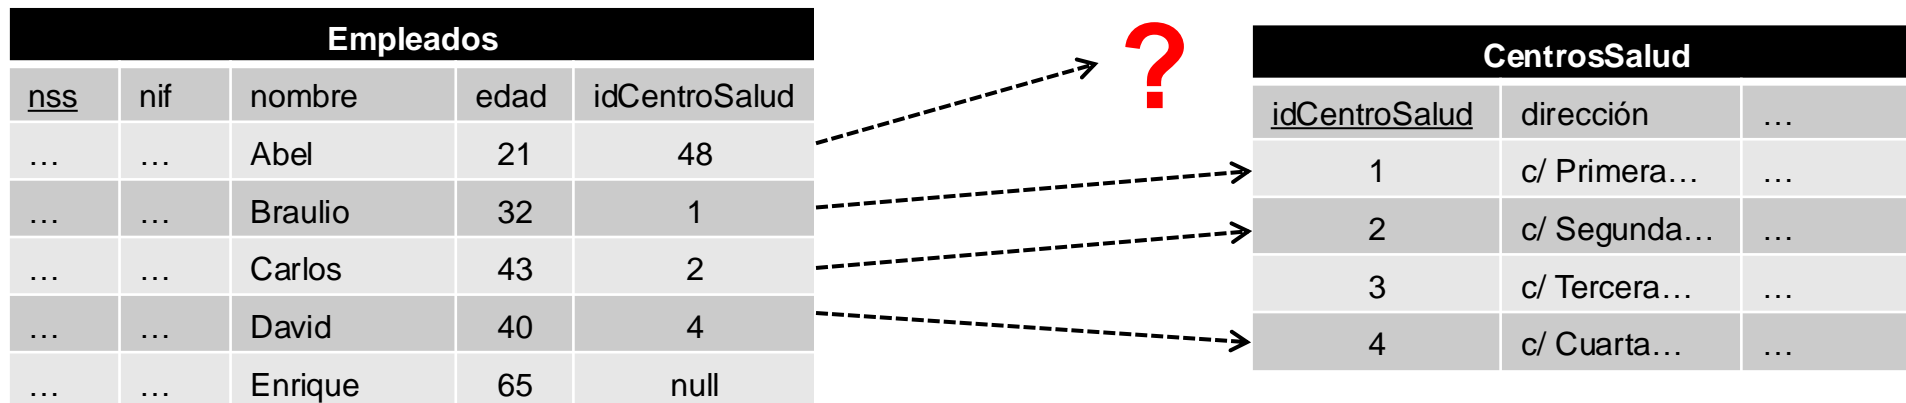 Empleados
nss nif nombre edad idCentroSalud
… … Abel 21 48
… … Braulio 32 1
… … Carlos 43 2
… … David 40 4
… … Enrique 65 null
?
CentrosSalud
idCentroSalud dirección …
1 c/ Primera… …
2 c/ Segunda… …
3 c/ Tercera… …
4 c/ Cuarta… …